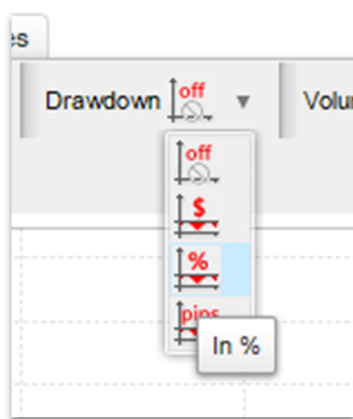 es
Drawdown off Volu
off
$
%
pips
In %